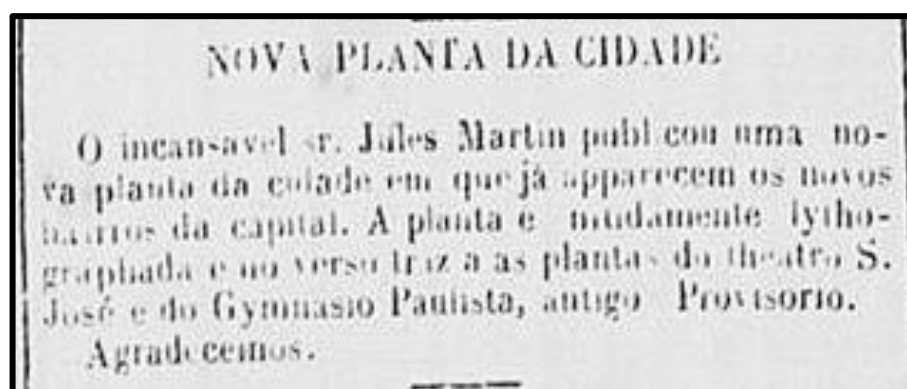 NOVA PLANTA DA CIDADE
O incansavel sr. Jules Martin publicou uma no-
va planta da cidade em que já apparecem os novos
bairros da capital. A planta é nitidamente lytho-
graphada e no verso traz a as plantas do theatro S.
José e do Gymnasio Paulista, antigo Provisorio.
Agradecemos.